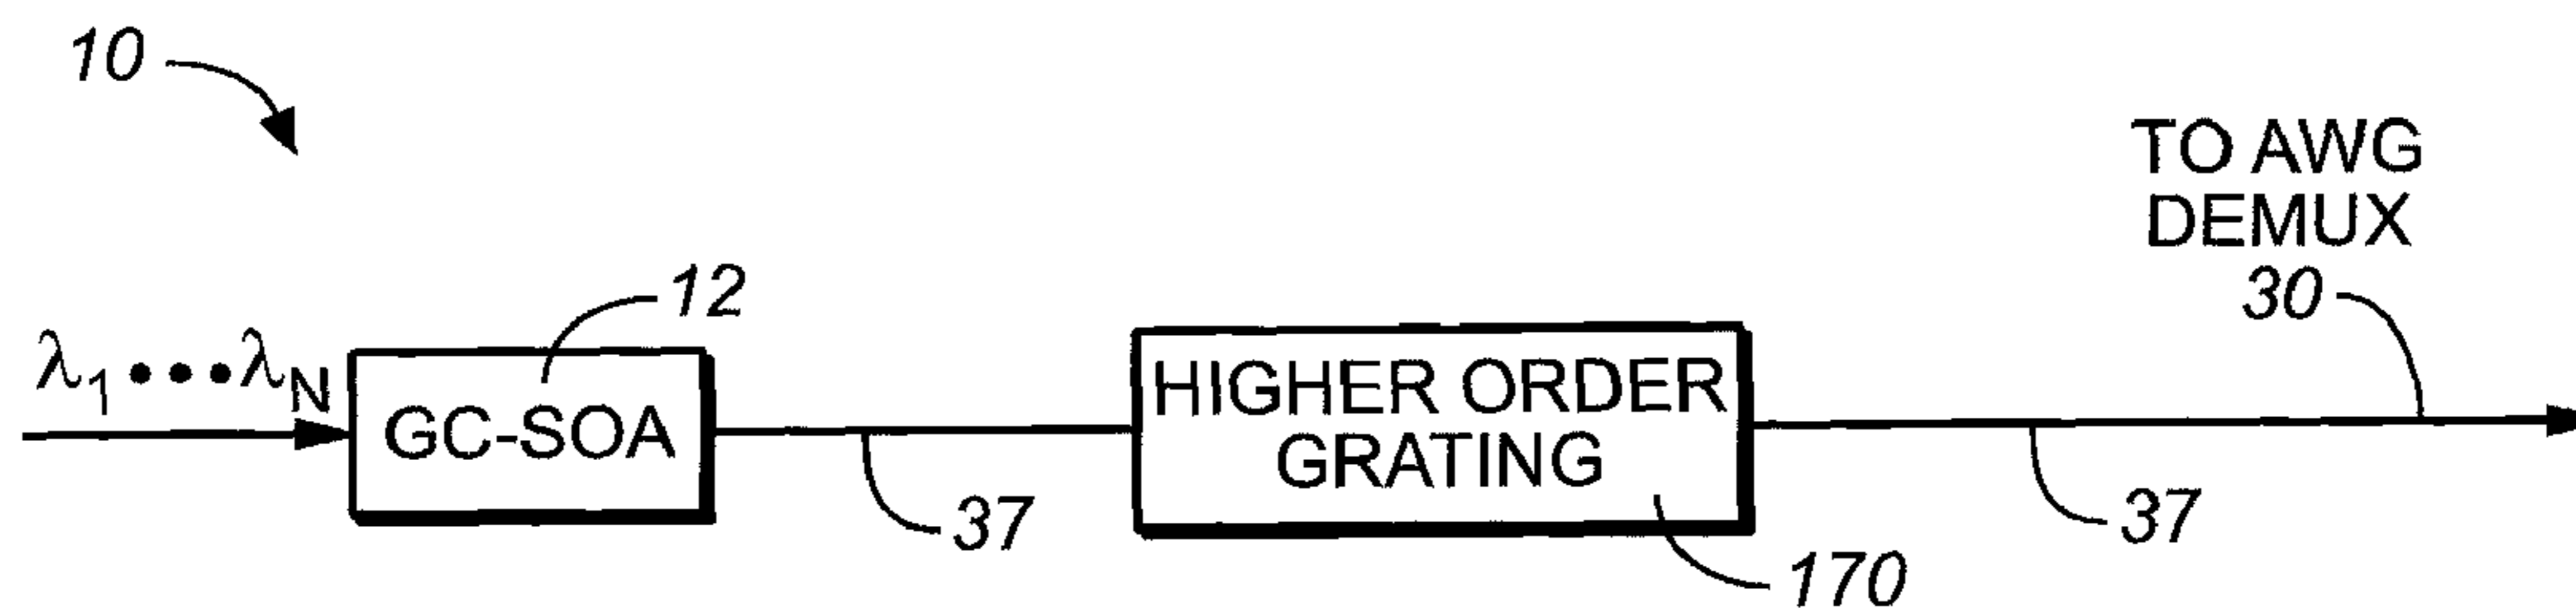 10
TO AWG
DEMUX
30
12
λ1•••λN
GC-SOA
HIGHER ORDER
GRATING
37
37
170